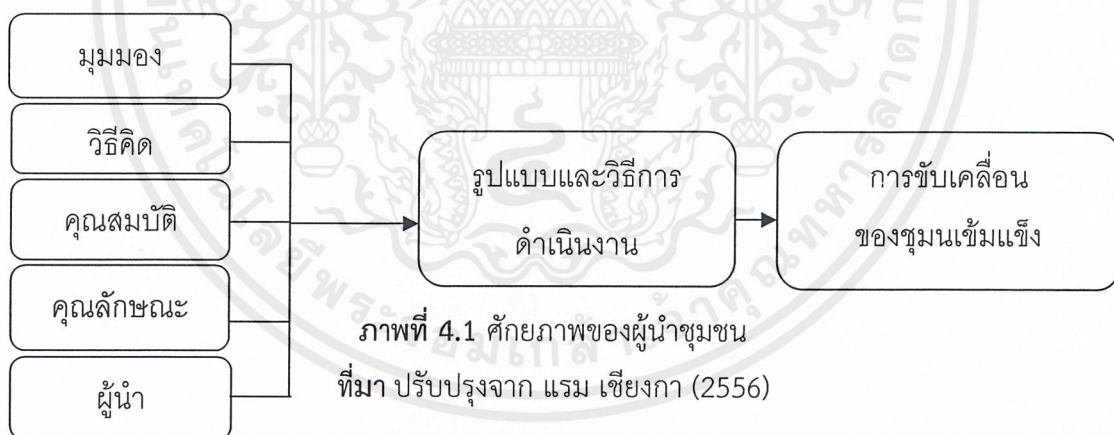 มุมมอง
วิธีคิด
คุณสมบัติ
คุณลักษณะ
ผู้นำ
รูปแบบและวิธีการ
ดำเนินงาน
การขับเคลื่อน
ของชุมนเข้มแข็ง
ภาพที่ 4.1 ศักยภาพของผู้นำชุมชน
ที่มา ปรับปรุงจาก แรม เชียงกา (2556)